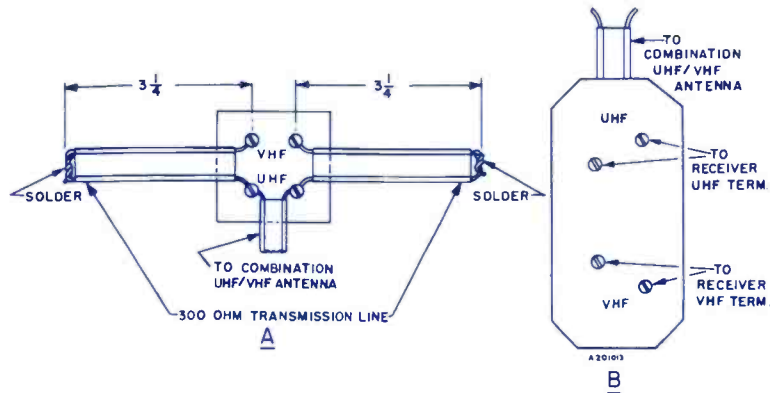 3 1/4
3 1/4
VHF
UHF
SOLDER
SOLDER
TO COMBINATION
UHF/VHF ANTENNA
300 OHM TRANSMISSION LINE
A
TO
COMBINATION
UHF/VHF
ANTENNA
UHF
TO
RECEIVER
UHF TERM.
TO
RECEIVER
VHF TERM.
VHF
A201013
B